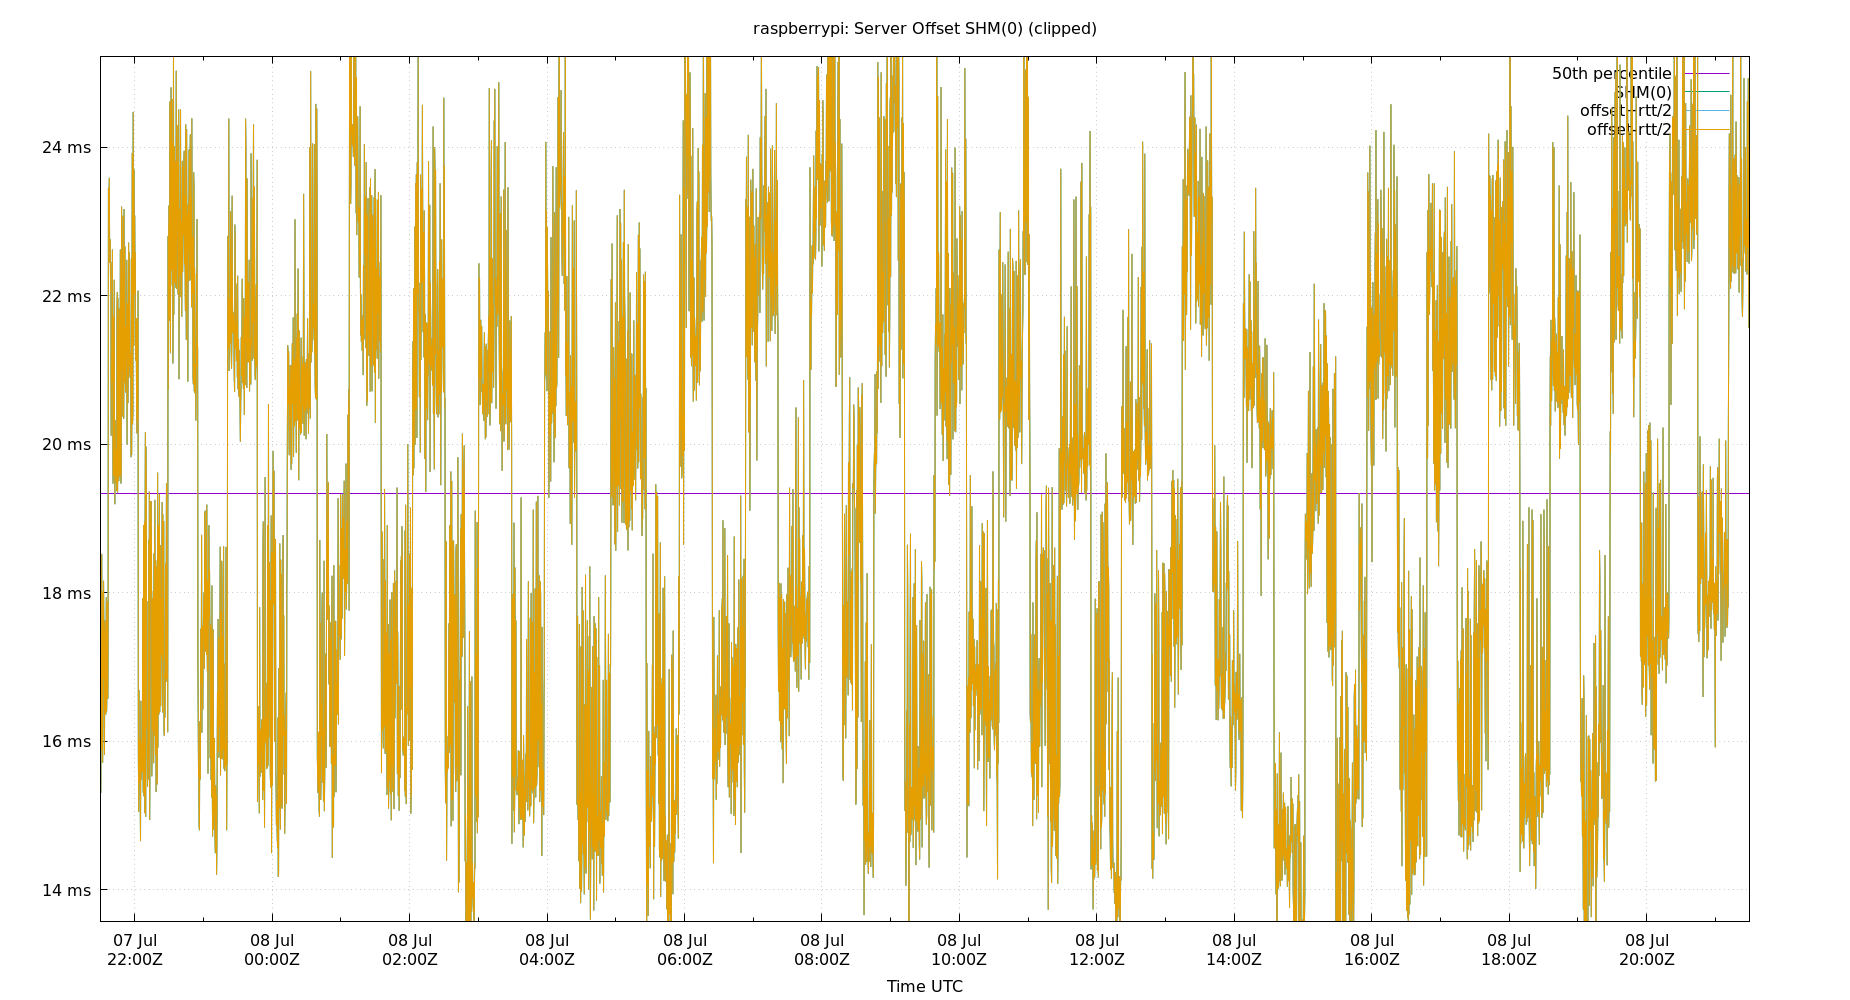 raspberrypi: Server Offset SHM(0) (clipped)
50th percentile
SHM(0)
offset+rtt/2
offset-rtt/2
24 ms
22 ms
20 ms
18 ms
16 ms
14 ms
07 Jul 08 Jul 08 Jul 08 Jul 08 Jul 08 Jul 08 Jul 08 Jul 08 Jul 08 Jul 08 Jul 08 Jul
22:00Z 00:00Z 02:00Z 04:00Z 06:00Z 08:00Z 10:00Z 12:00Z 14:00Z 16:00Z 18:00Z 20:00Z
Time UTC